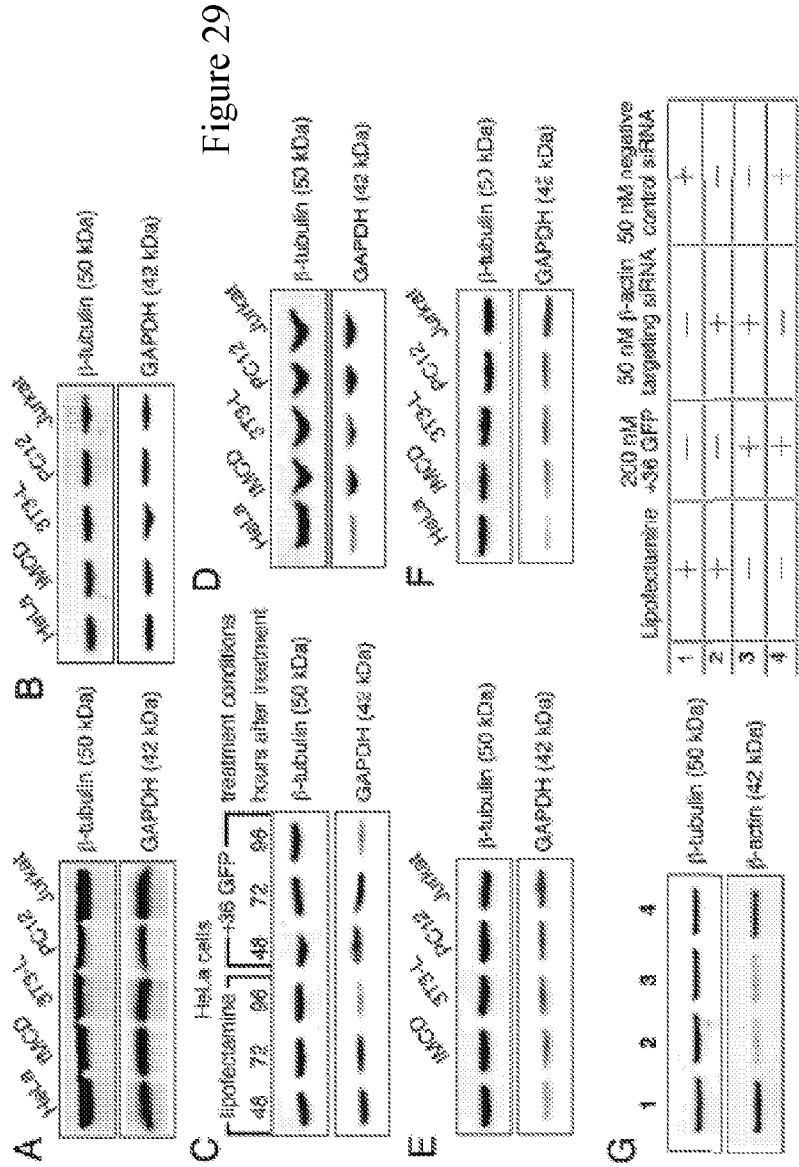 Figure 29
A
HeLa IMCD 3T3-L PC12 Jurkat
β-tubulin (50 kDa)
GAPDH (42 kDa)
B
HeLa IMCD 3T3-L PC12 Jurkat
β-tubulin (50 kDa)
GAPDH (42 kDa)
C
HeLa cells
lipofectamine +36 GFP treatment conditions
48 72 96 48 72 96 hours after treatment
β-tubulin (50 kDa)
GAPDH (42 kDa)
D
HeLa IMCD 3T3-L PC12 Jurkat
β-tubulin (50 kDa)
GAPDH (42 kDa)
E
IMCD 3T3-L PC12 Jurkat
β-tubulin (50 kDa)
GAPDH (42 kDa)
F
HeLa IMCD 3T3-L PC12 Jurkat
β-tubulin (50 kDa)
GAPDH (42 kDa)
G
1 2 3 4
β-tubulin (50 kDa)
β-actin (42 kDa)
Lipofectamine 200 nM +36 GFP 50 nM β-actin targeting siRNA 50 nM negative control siRNA
1 + — — +
2 + — + —
3 — + + —
4 — + — +